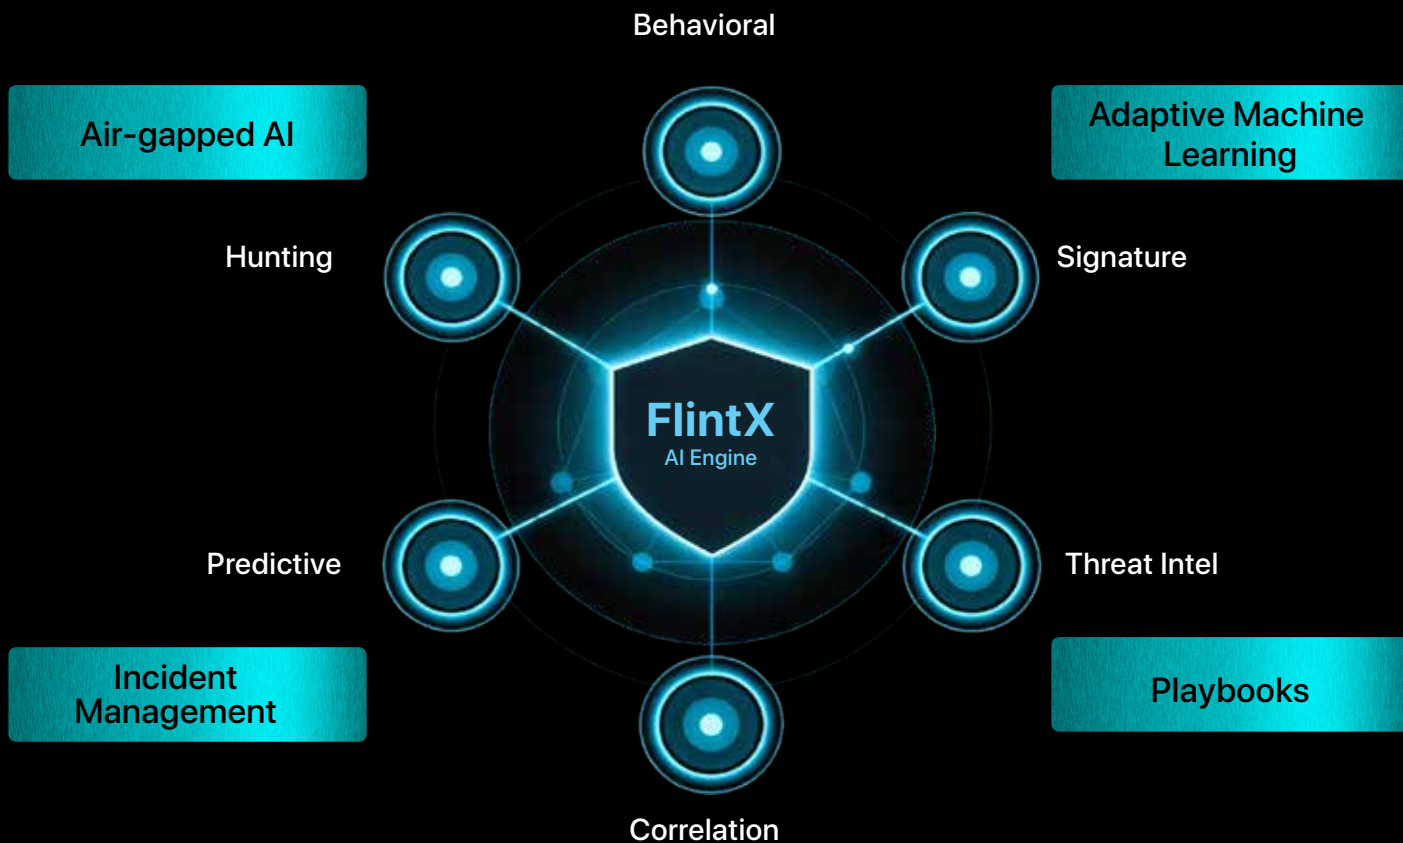 Behavioral
Air-gapped AI
Adaptive Machine
Learning
Hunting
Signature
FlintX
AI Engine
Predictive
Threat Intel
Incident
Management
Playbooks
Correlation